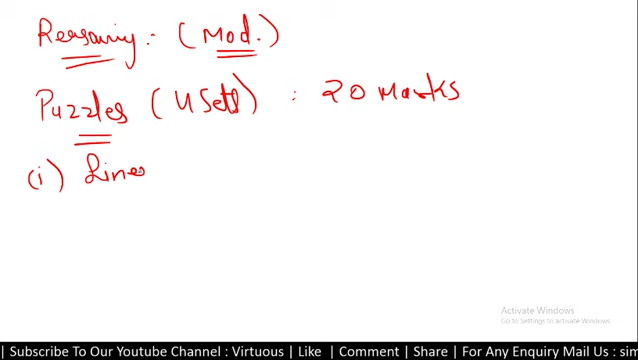 Reasoning : (Mod.)
Puzzles (4 Sets) : 20 Marks
(i) Line
Activate Windows
Go to Settings to activate Windows.
| Subscribe To Our Youtube Channel : Virtuous | Like | Comment | Share | For Any Enquiry Mail Us : sim